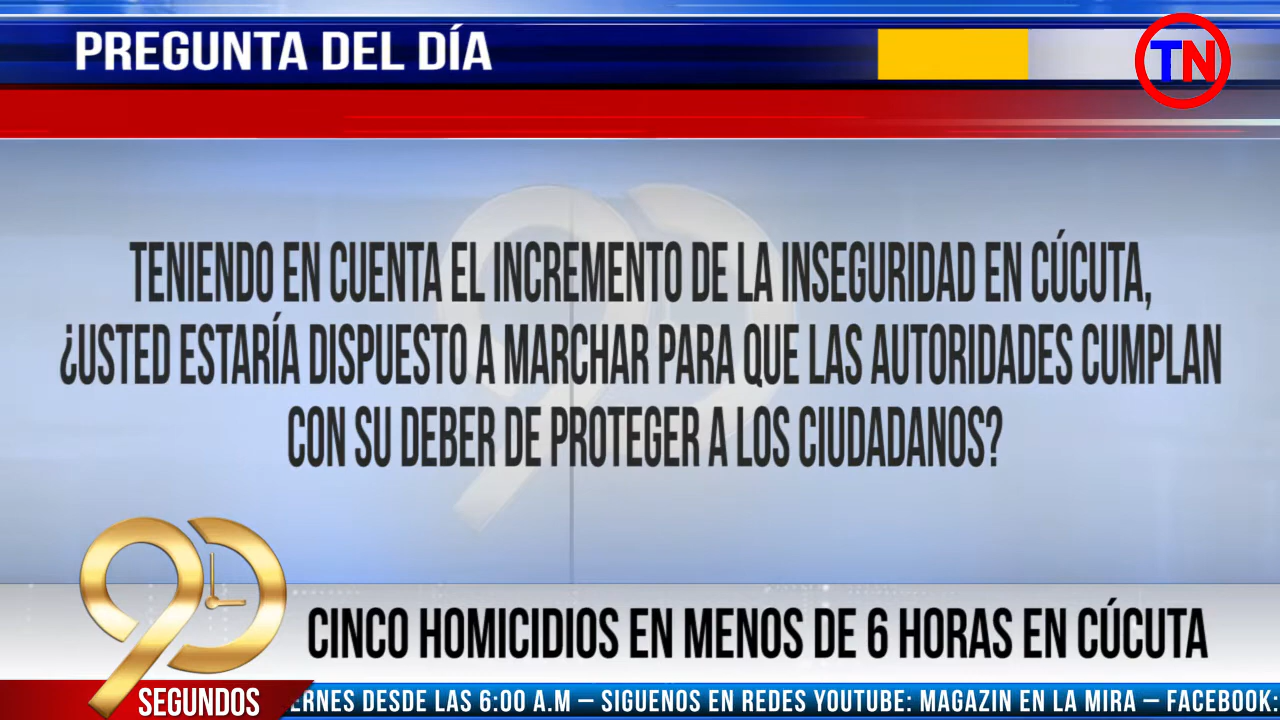 PREGUNTA DEL DÍA
TN
TENIENDO EN CUENTA EL INCREMENTO DE LA INSEGURIDAD EN CÚCUTA,
¿USTED ESTARÍA DISPUESTO A MARCHAR PARA QUE LAS AUTORIDADES CUMPLAN
CON SU DEBER DE PROTEGER A LOS CIUDADANOS?
90
CINCO HOMICIDIOS EN MENOS DE 6 HORAS EN CÚCUTA
SEGUNDOS
ERNES DESDE LAS 6:00 A.M – SIGUENOS EN REDES YOUTUBE: MAGAZIN EN LA MIRA – FACEBOOK: